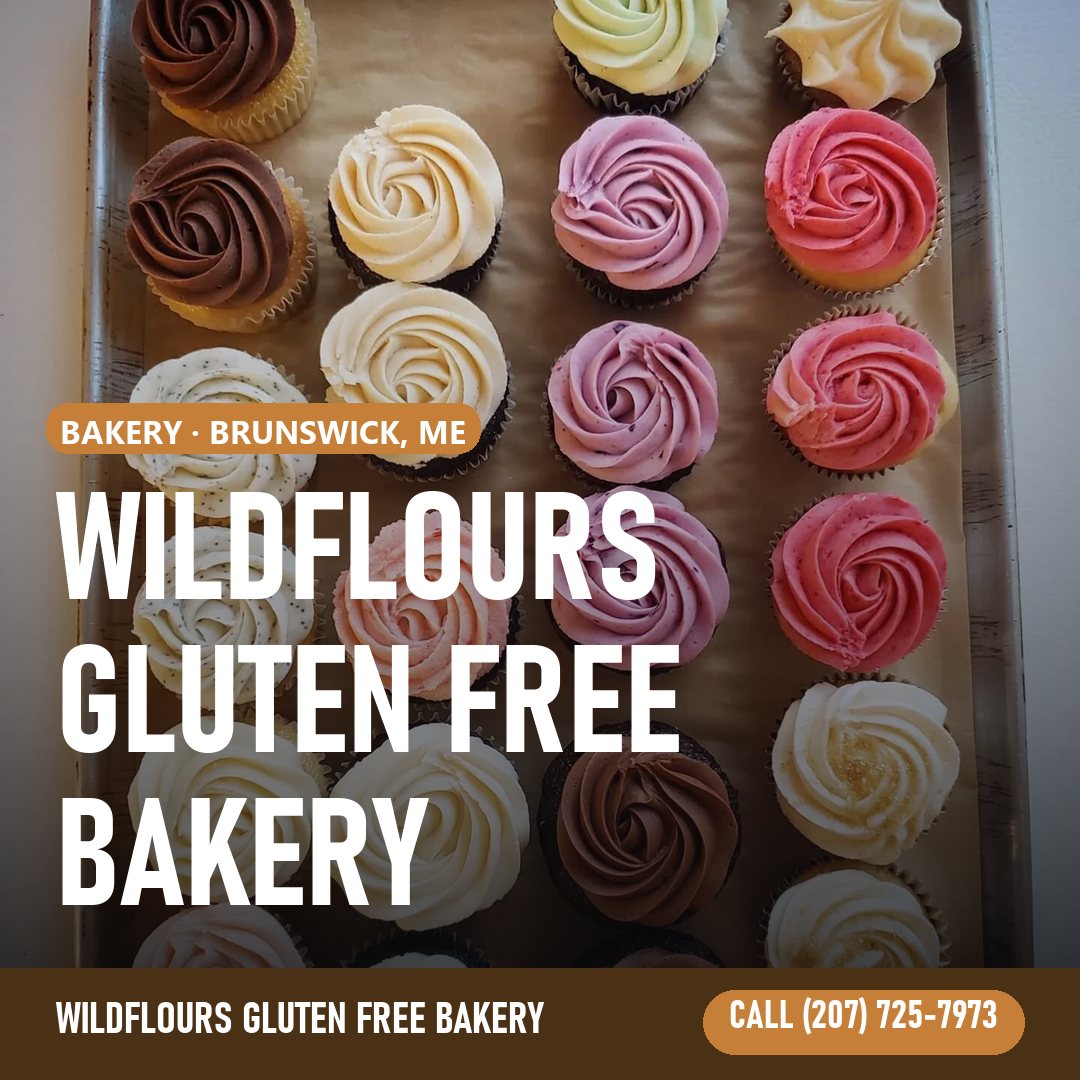 BAKERY · BRUNSWICK, ME
WILDFLOURS
GLUTEN FREE
BAKERY
WILDFLOURS GLUTEN FREE BAKERY
CALL (207) 725-7973